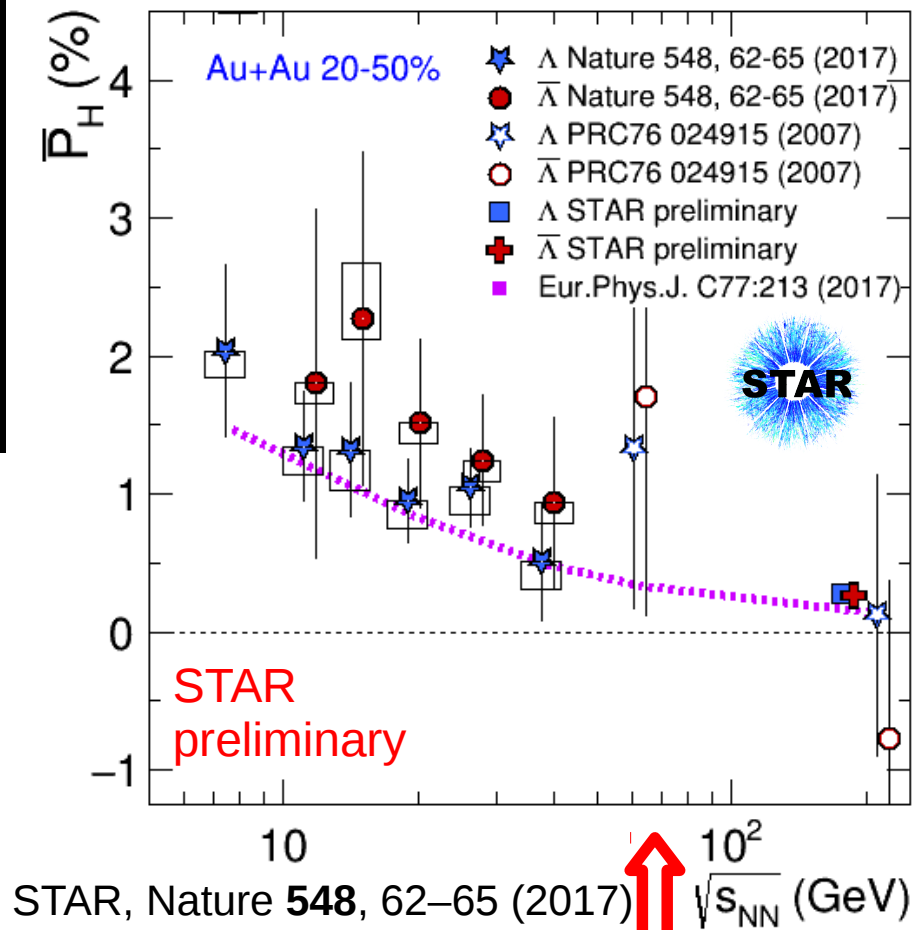 P̅_H (%)
Au+Au 20-50%
Λ Nature 548, 62-65 (2017)
Λ̅ Nature 548, 62-65 (2017)
Λ PRC76 024915 (2007)
Λ̅ PRC76 024915 (2007)
Λ STAR preliminary
Λ̅ STAR preliminary
Eur.Phys.J. C77:213 (2017)
STAR
4
3
2
1
0
−1
STAR
preliminary
10
10²
√s_NN (GeV)
STAR, Nature 548, 62–65 (2017)